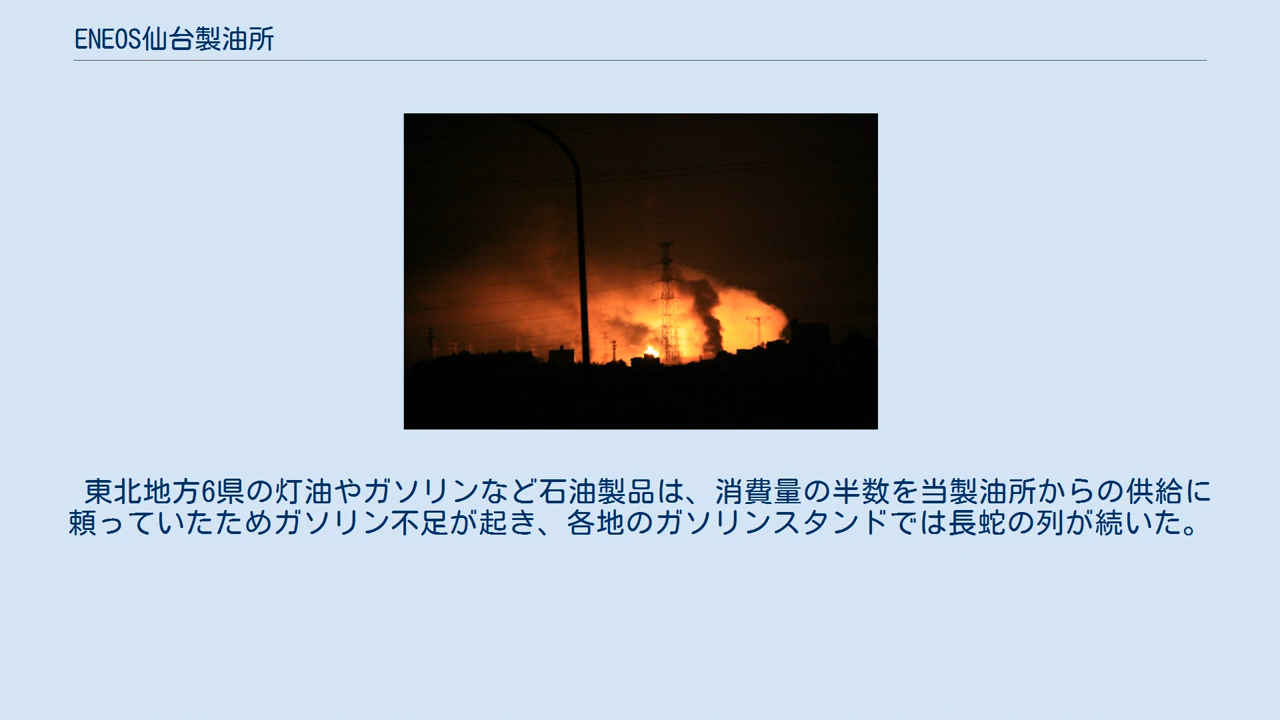 ENEOS仙台製油所
東北地方6県の灯油やガソリンなど石油製品は、消費量の半数を当製油所からの供給に
頼っていたためガソリン不足が起き、各地のガソリンスタンドでは長蛇の列が続いた。